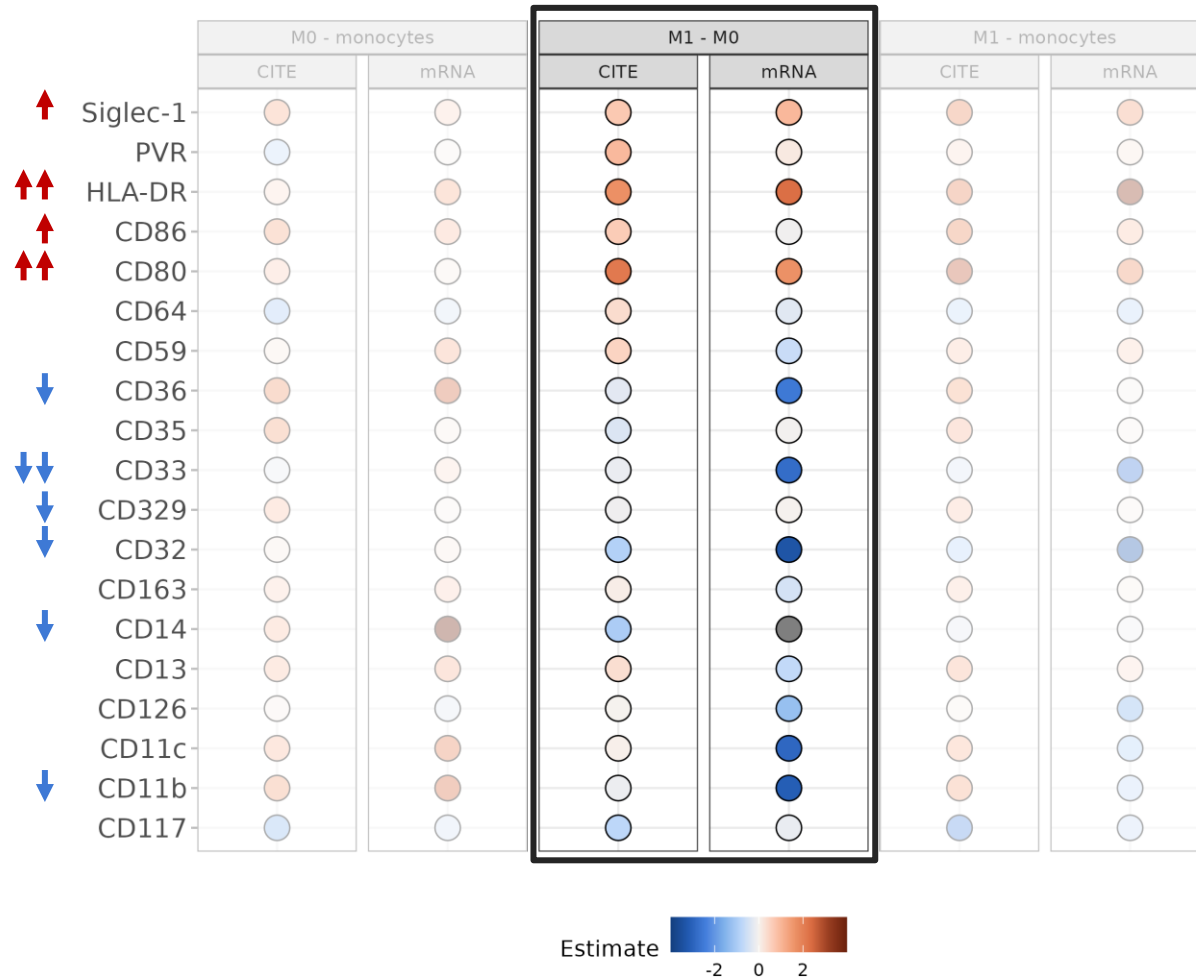 M0 - monocytes M1 - M0 M1 - monocytes
CITE mRNA CITE mRNA CITE mRNA
Siglec-1
PVR
HLA-DR
CD86
CD80
CD64
CD59
CD36
CD35
CD33
CD329
CD32
CD163
CD14
CD13
CD126
CD11c
CD11b
CD117
Estimate
-2 0 2